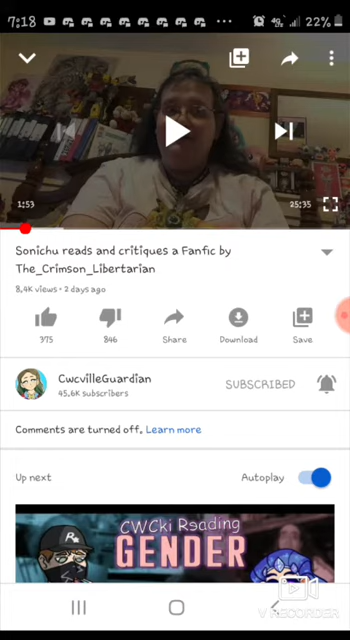 7:18 ... 4G 22%
1:53 25:35
Sonichu reads and critiques a Fanfic by
The_Crimson_Libertarian
8,4K views • 2 days ago
375 846 Share Download Save
CwcvilleGuardian SUBSCRIBED
45,6K subscribers
Comments are turned off. Learn more
Up next Autoplay
CWCki Reading
GENDER
V RECORDER